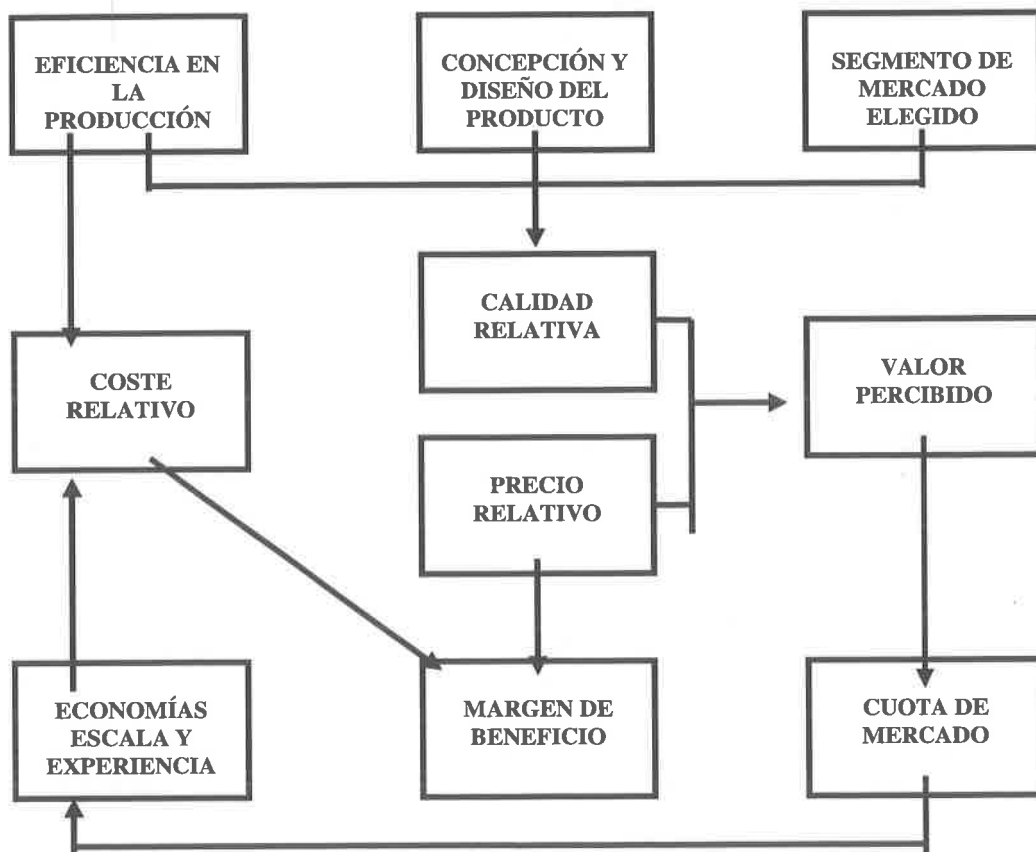 EFICIENCIA EN
LA
PRODUCCIÓN
CONCEPCIÓN Y
DISEÑO DEL
PRODUCTO
SEGMENTO DE
MERCADO
ELEGIDO
CALIDAD
RELATIVA
COSTE
RELATIVO
VALOR
PERCIBIDO
PRECIO
RELATIVO
ECONOMÍAS
ESCALA Y
EXPERIENCIA
MARGEN DE
BENEFICIO
CUOTA DE
MERCADO